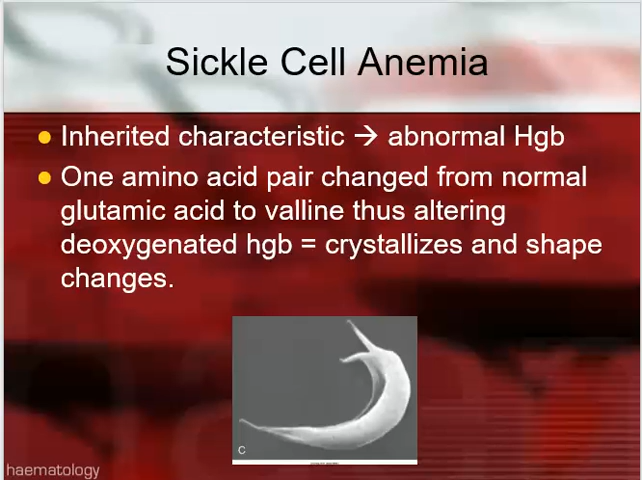 Sickle Cell Anemia
● Inherited characteristic → abnormal Hgb
● One amino acid pair changed from normal
glutamic acid to valline thus altering
deoxygenated hgb = crystallizes and shape
changes.
C
haematology